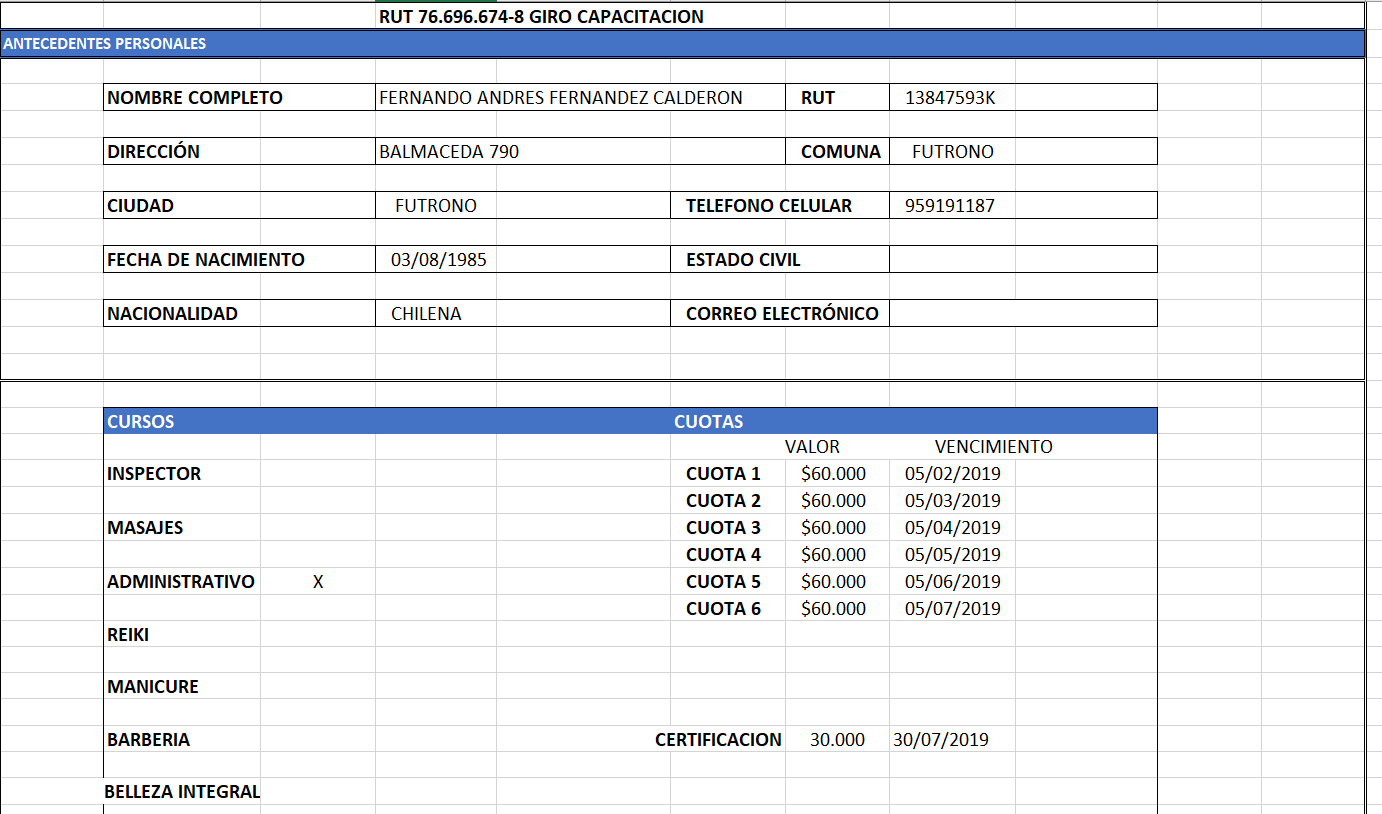 RUT 76.696.674-8 GIRO CAPACITACION
ANTECEDENTES PERSONALES
NOMBRE COMPLETO FERNANDO ANDRES FERNANDEZ CALDERON RUT 13847593K
DIRECCIÓN BALMACEDA 790 COMUNA FUTRONO
CIUDAD FUTRONO TELEFONO CELULAR 959191187
FECHA DE NACIMIENTO 03/08/1985 ESTADO CIVIL
NACIONALIDAD CHILENA CORREO ELECTRÓNICO
CURSOS CUOTAS
VALOR VENCIMIENTO
INSPECTOR CUOTA 1 $60.000 05/02/2019
CUOTA 2 $60.000 05/03/2019
MASAJES CUOTA 3 $60.000 05/04/2019
CUOTA 4 $60.000 05/05/2019
ADMINISTRATIVO X CUOTA 5 $60.000 05/06/2019
CUOTA 6 $60.000 05/07/2019
REIKI
MANICURE
BARBERIA CERTIFICACION 30.000 30/07/2019
BELLEZA INTEGRAL